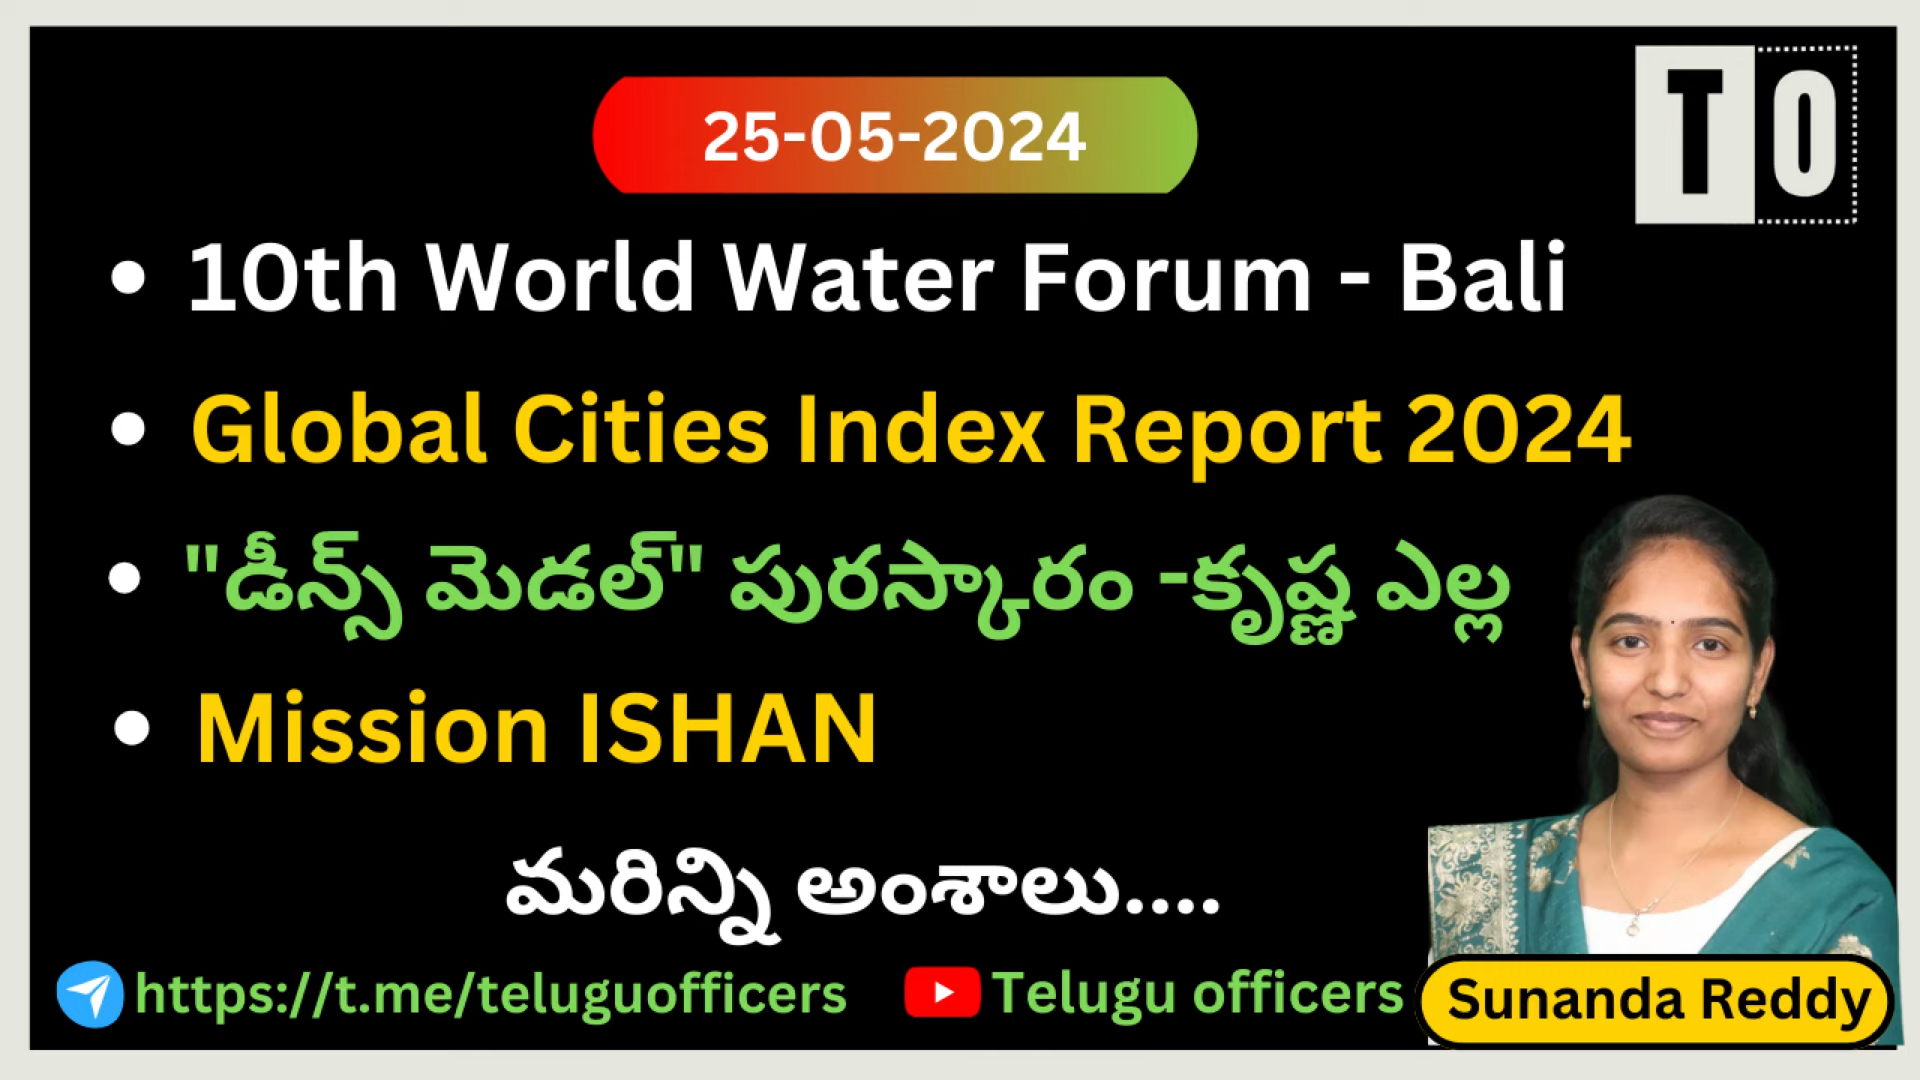 25-05-2024
TO
• 10th World Water Forum - Bali
• Global Cities Index Report 2024
• "డీన్స్ మెడల్" పురస్కారం -కృష్ణ ఎల్ల
• Mission ISHAN
మరిన్ని అంశాలు....
https://t.me/teluguofficers
Telugu officers
Sunanda Reddy